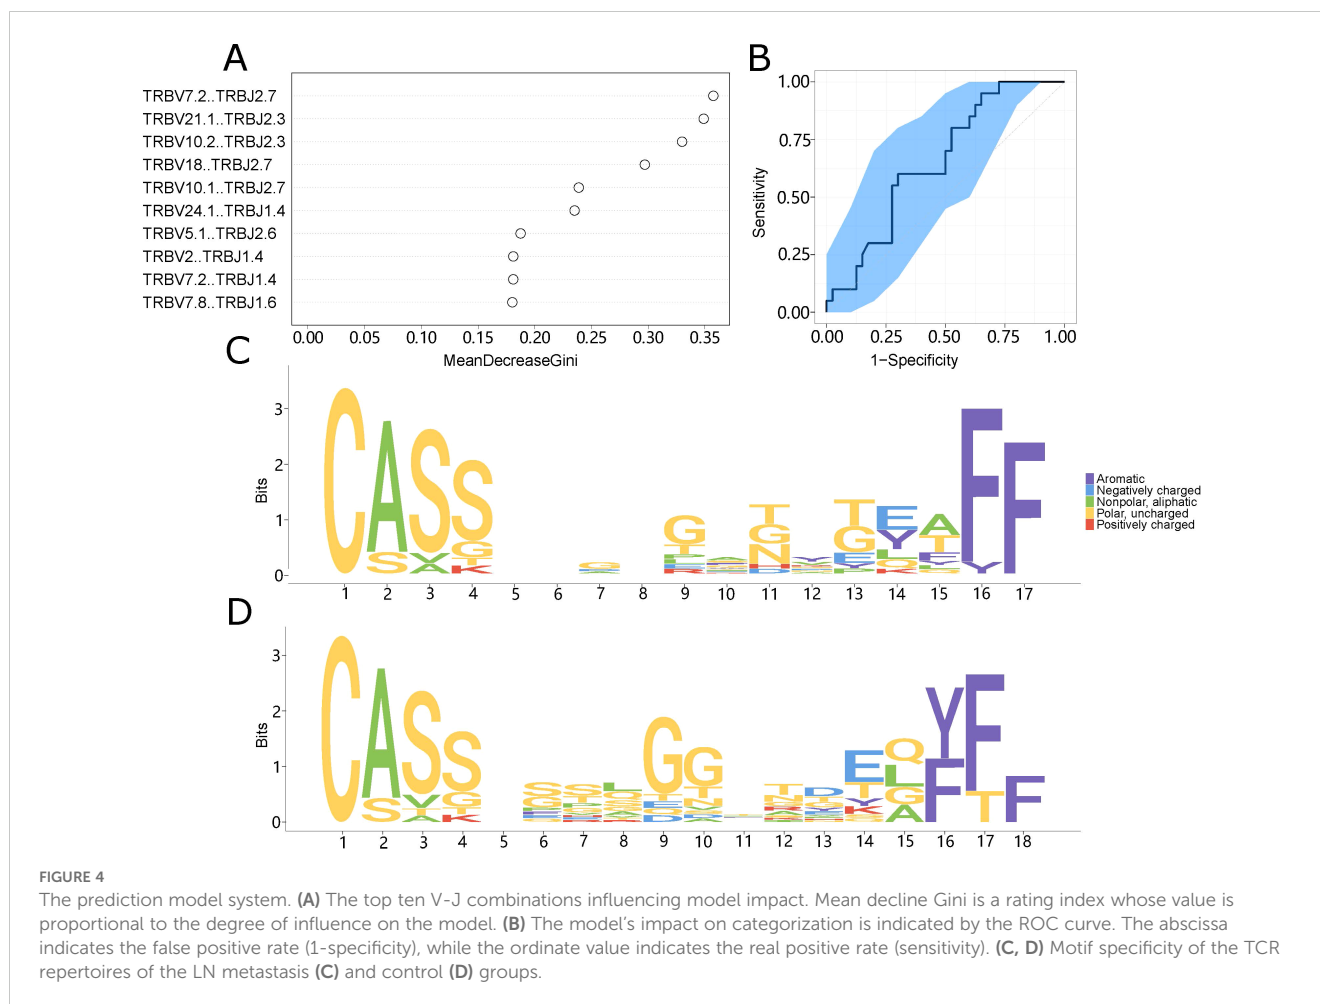 A
TRBV7.2..TRBJ2.7
TRBV21.1..TRBJ2.3
TRBV10.2..TRBJ2.3
TRBV18..TRBJ2.7
TRBV10.1..TRBJ2.7
TRBV24.1..TRBJ1.4
TRBV5.1..TRBJ2.6
TRBV2..TRBJ1.4
TRBV7.2..TRBJ1.4
TRBV7.8..TRBJ1.6
0.00 0.05 0.10 0.15 0.20 0.25 0.30 0.35
MeanDecreaseGini
B
Sensitivity
1.00
0.75
0.50
0.25
0.00
0.00 0.25 0.50 0.75 1.00
1−Specificity
C
Bits
3
2
1
0
1 2 3 4 5 6 7 8 9 10 11 12 13 14 15 16 17
Aromatic
Negatively charged
Nonpolar, aliphatic
Polar, uncharged
Positively charged
D
Bits
3
2
1
0
1 2 3 4 5 6 7 8 9 10 11 12 13 14 15 16 17 18
FIGURE 4
The prediction model system. (A) The top ten V-J combinations influencing model impact. Mean decline Gini is a rating index whose value is
proportional to the degree of influence on the model. (B) The model's impact on categorization is indicated by the ROC curve. The abscissa
indicates the false positive rate (1-specificity), while the ordinate value indicates the real positive rate (sensitivity). (C, D) Motif specificity of the TCR
repertoires of the LN metastasis (C) and control (D) groups.